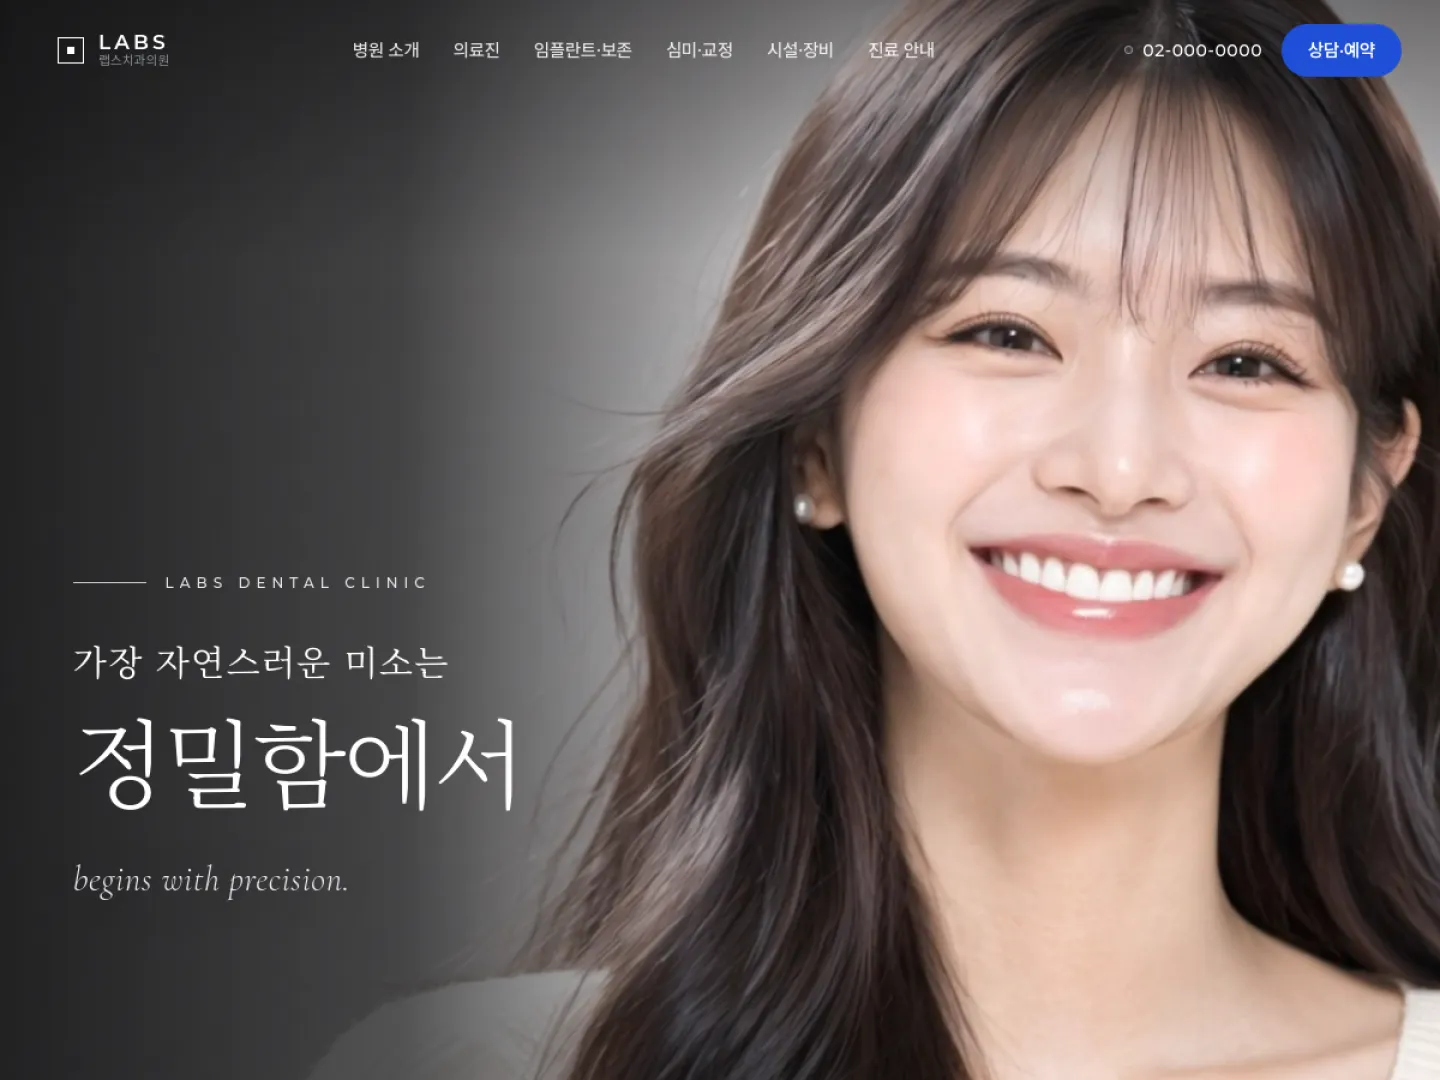 LABS
랩스치과의원
병원 소개 의료진 임플란트·보존 심미·교정 시설·장비 진료 안내
02-000-0000
상담·예약
LABS DENTAL CLINIC
가장 자연스러운 미소는
정밀함에서
begins with precision.